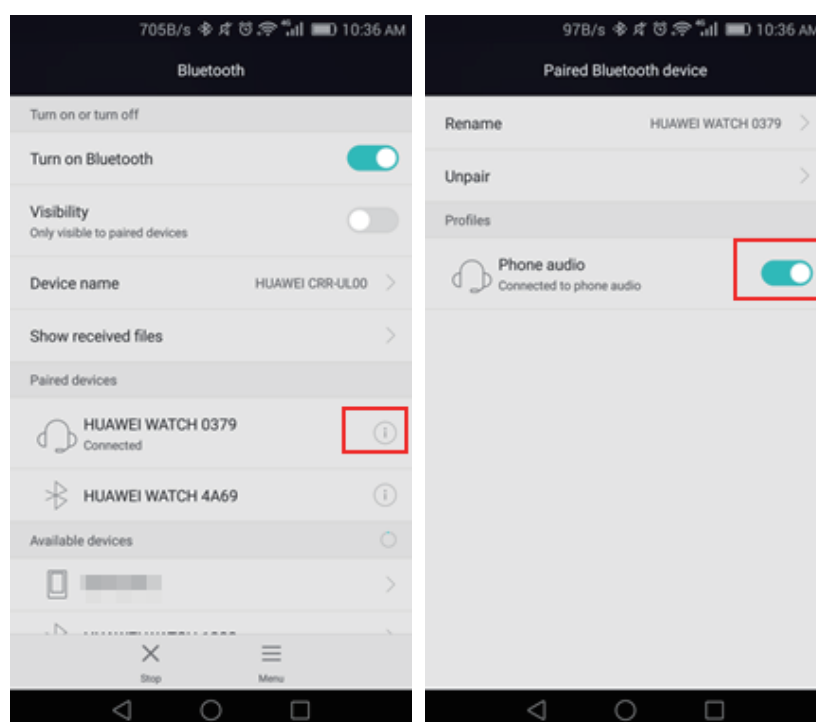 705B/s 4G 10:36 AM
Bluetooth
Turn on or turn off
Turn on Bluetooth
Visibility
Only visible to paired devices
Device name HUAWEI CRR-UL00
Show received files
Paired devices
HUAWEI WATCH 0379
Connected
HUAWEI WATCH 4A69
Available devices
Stop Menu
97B/s 4G 10:36 AM
Paired Bluetooth device
Rename HUAWEI WATCH 0379
Unpair
Profiles
Phone audio
Connected to phone audio